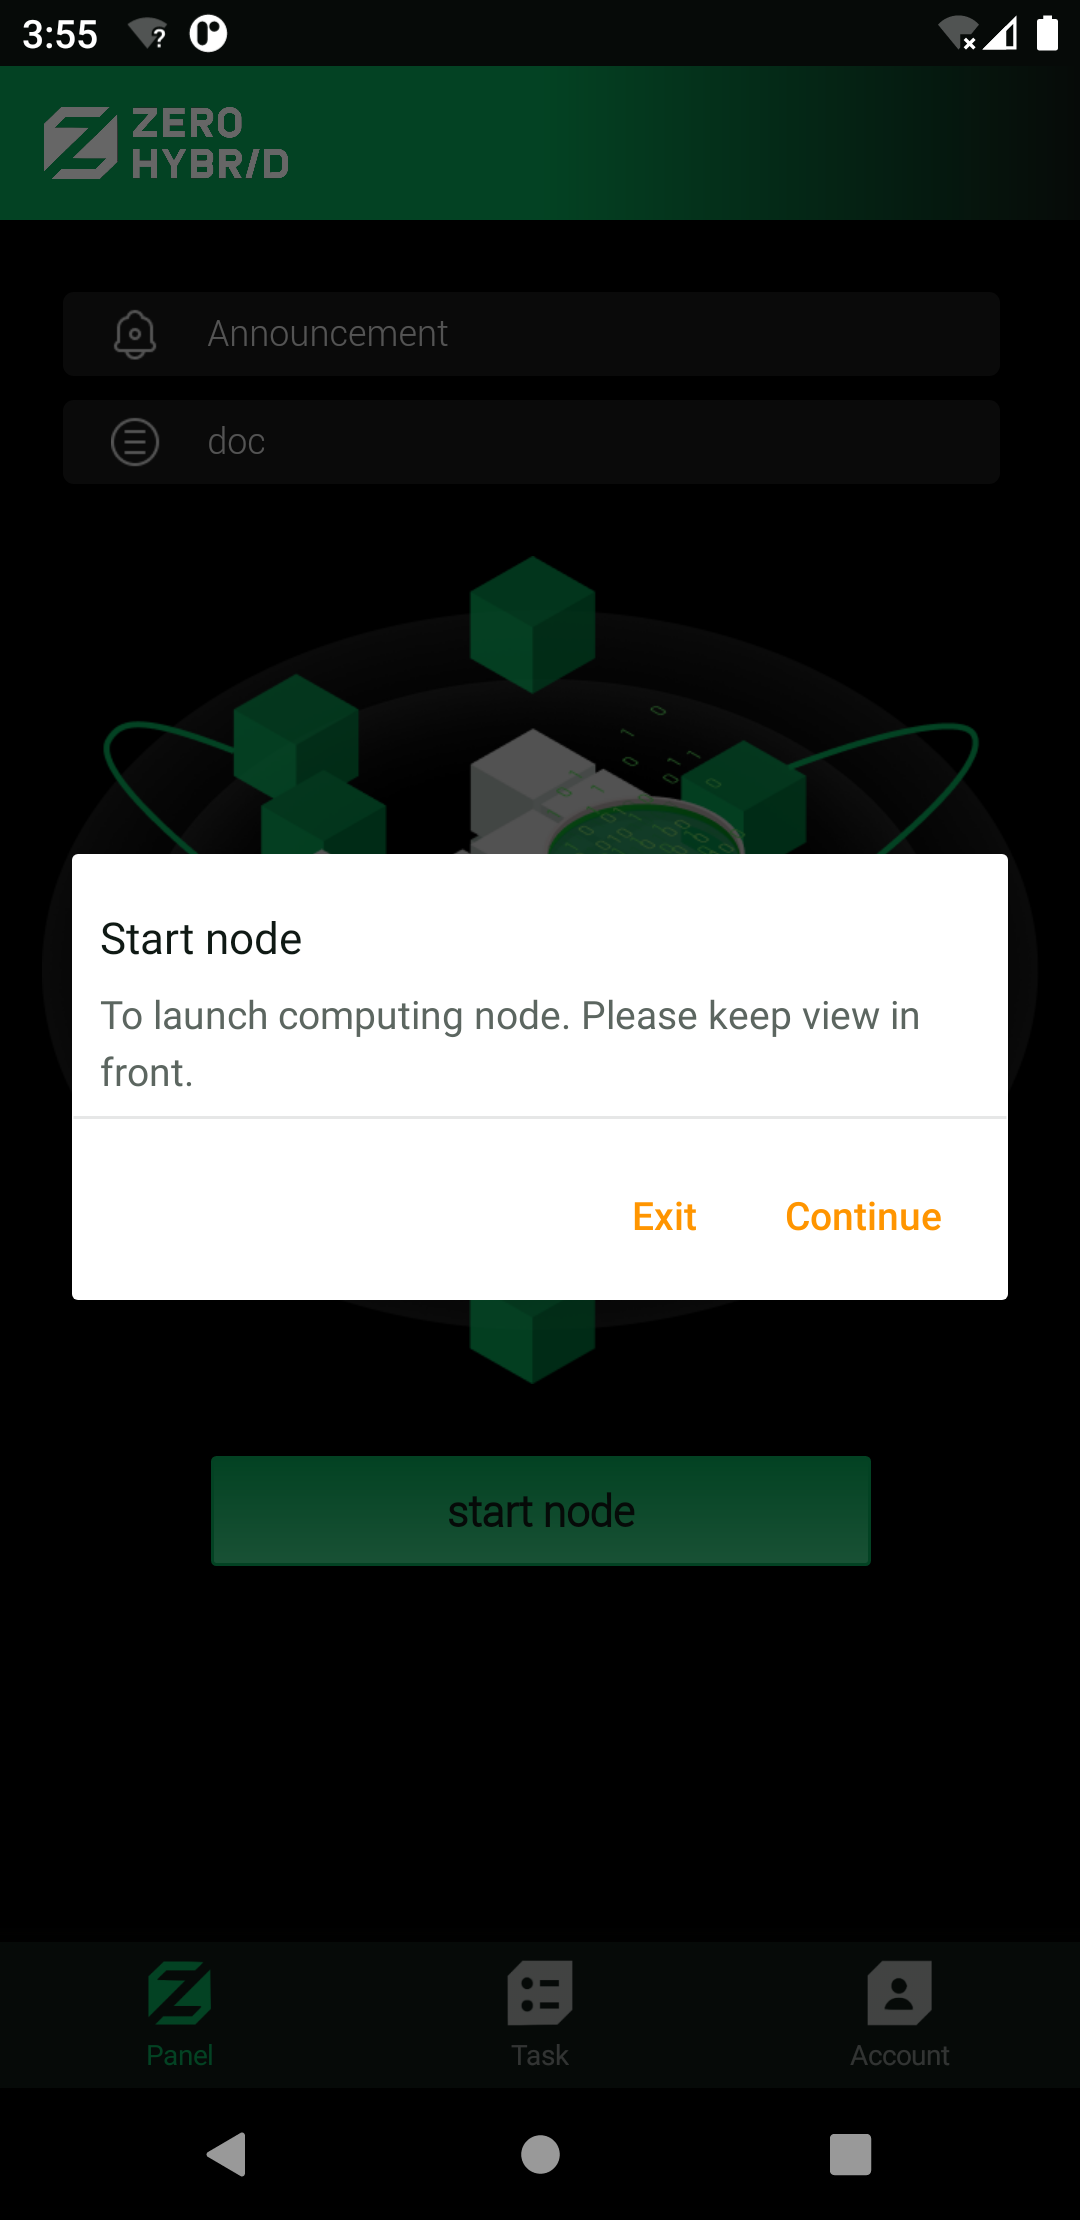 3:55
ZERO
HYBR/D
Announcement
doc
Start node
To launch computing node. Please keep view in
front.
Exit
Continue
start node
Panel
Task
Account